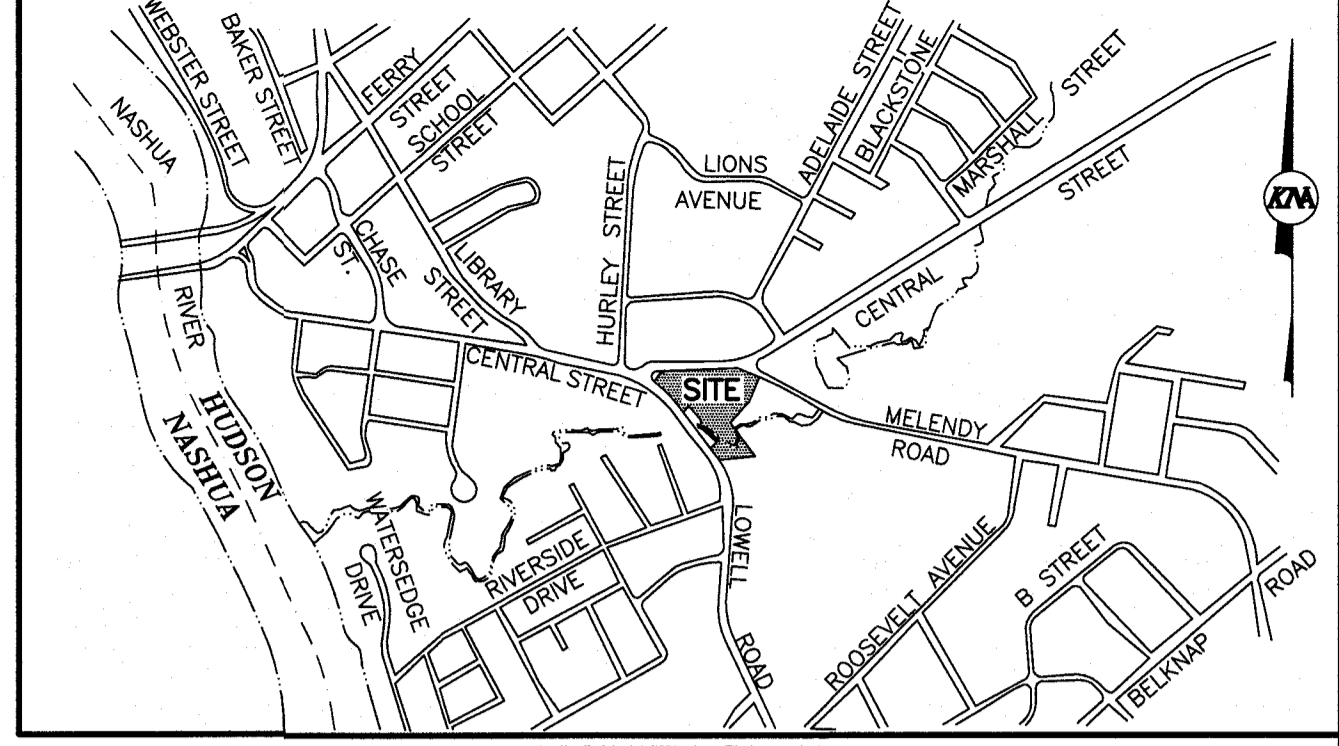 WEBSTER STREET
BAKER STREET
FERRY
STREET
SCHOOL
STREET
ADELAIDE STREET
BLACKSTONE
MARSHALL
STREET
STREET
NASHUA
LIONS
AVENUE
KNA
HURLEY STREET
CHASE
ST.
LIBRARY
STREET
CENTRAL
RIVER
CENTRAL STREET
SITE
MELENDY
ROAD
HUDSON
NASHUA
WATERSEDGE
DRIVE
RIVERSIDE
DRIVE
LOWELL
ROAD
ROOSEVELT AVENUE
B STREET
BELKNAP
ROAD